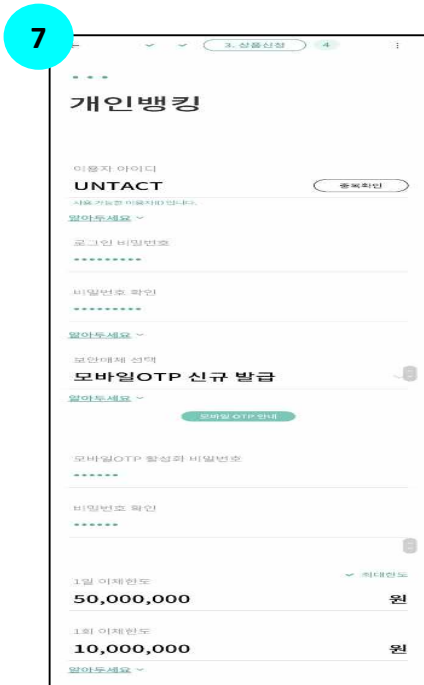 7
3. 상품신청
4
개인뱅킹
이용자 아이디
UNTACT
중복확인
사용 가능한 이용자ID 입니다.
알아두세요
로그인 비밀번호
비밀번호 확인
알아두세요
보안매체 선택
모바일OTP 신규 발급
알아두세요
모바일 OTP 안내
모바일OTP 활성화 비밀번호
비밀번호 확인
최대한도
1일 이체한도
50,000,000 원
1회 이체한도
10,000,000 원
알아두세요